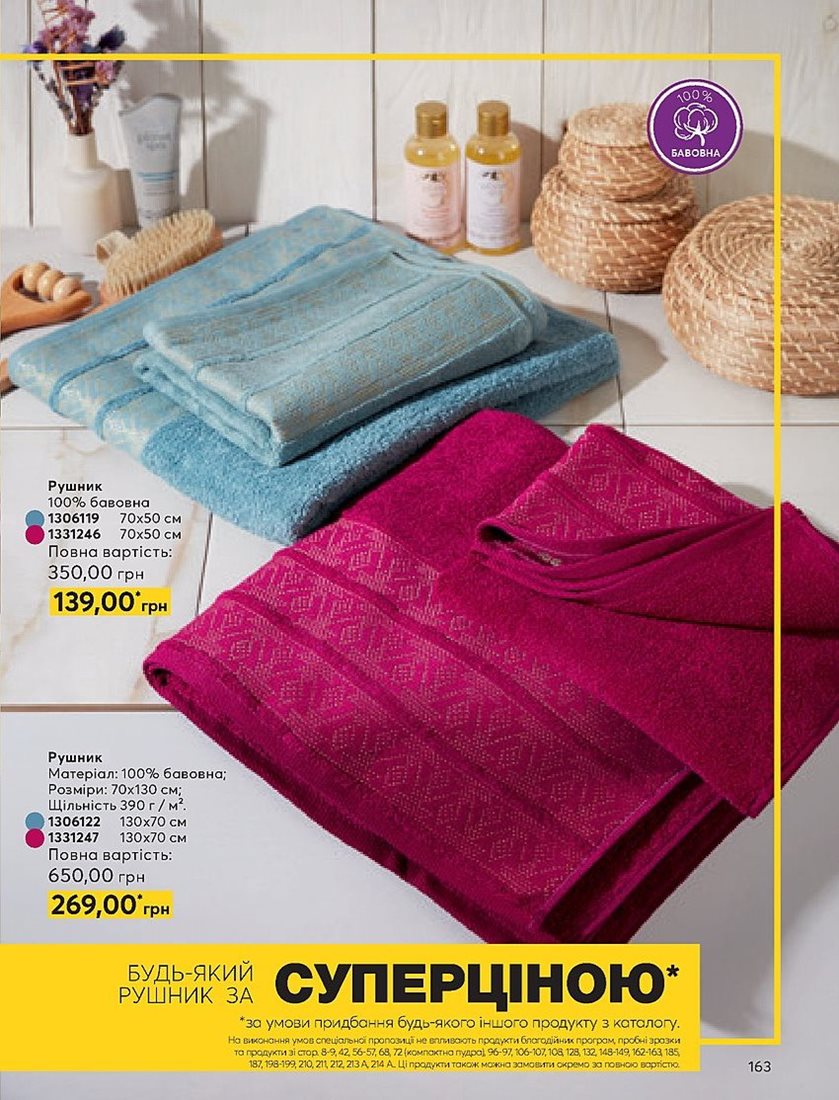 100%
БАВОВНА
Рушник
100% бавовна
1306119 70x50 см
1331246 70x50 см
Повна вартість:
350,00 грн
139,00*грн
Рушник
Матеріал: 100% бавовна;
Розміри: 70x130 см;
Щільність 390 г / м².
1306122 130x70 см
1331247 130x70 см
Повна вартість:
650,00 грн
269,00*грн
БУДЬ-ЯКИЙ
РУШНИК ЗА
СУПЕРЦІНОЮ*
*за умови придбання будь-якого іншого продукту з каталогу.
На виконання умов спеціальної пропозиції не впливають продукти благодійних програм, пробні зразки
та продукти зі стор. 8-9, 42, 56-57, 68, 72 (компактна пудра), 96-97, 106-107, 108, 128, 132, 148-149, 162-163, 185,
187, 198-199, 210, 211, 212, 213 А, 214 А. Ці продукти також можна замовити окремо за повною вартістю.
163